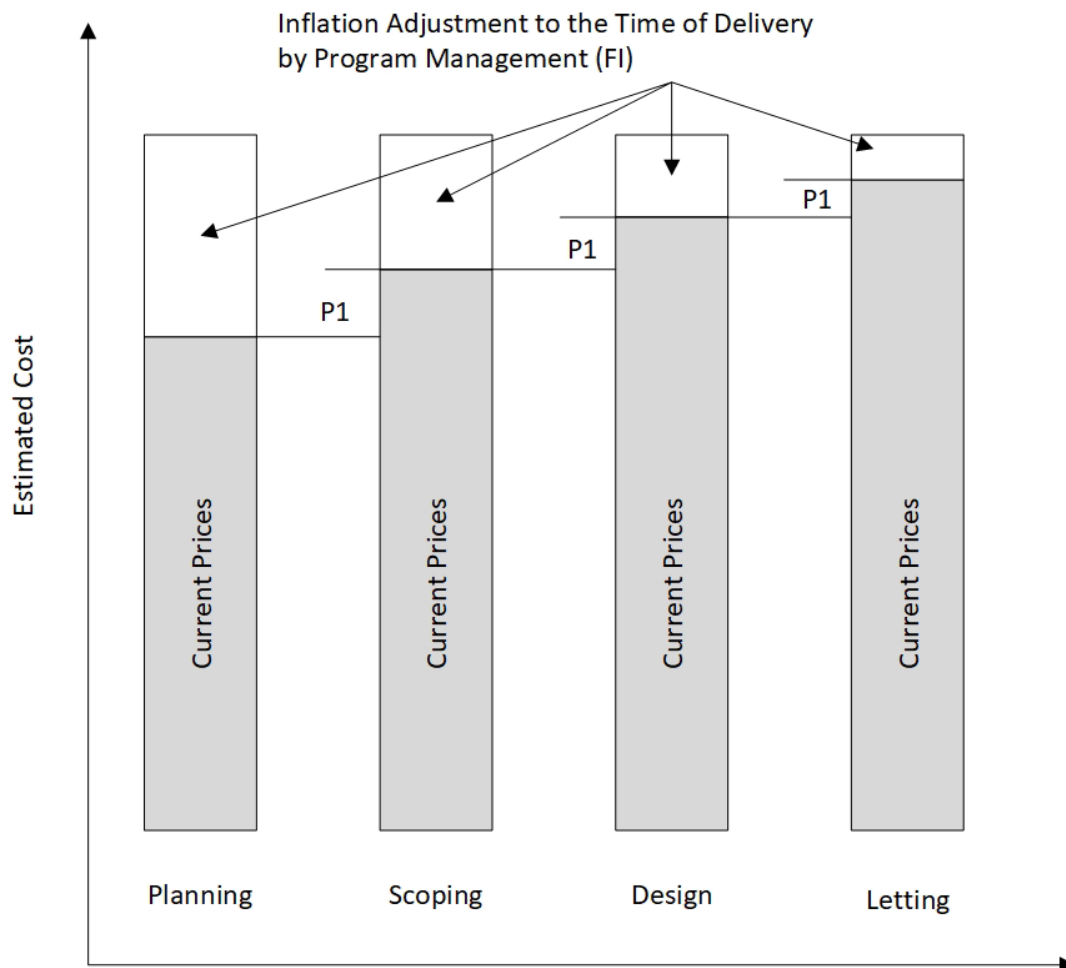 Inflation Adjustment to the Time of Delivery
by Program Management (FI)
P1
P1
P1
Estimated Cost
Current Prices
Current Prices
Current Prices
Current Prices
Planning
Scoping
Design
Letting